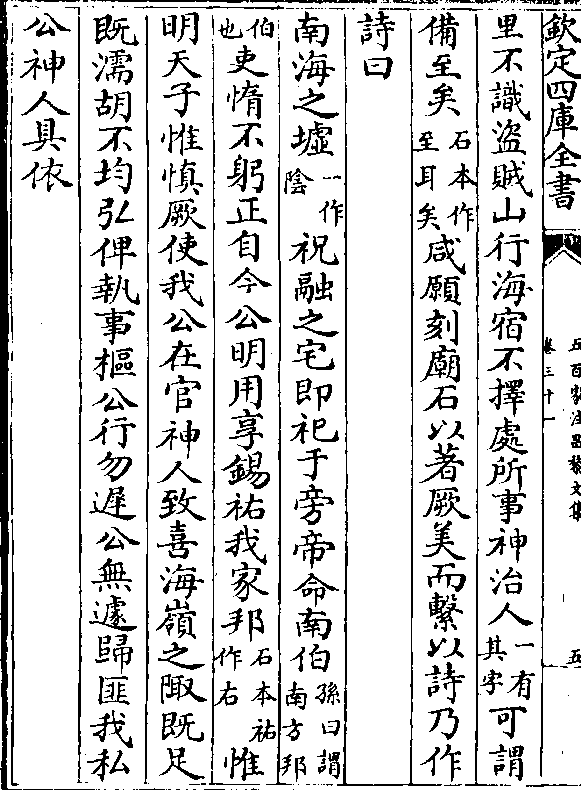 欽定四庫全書
五百家注昌黎文集
卷三十一
五
里不識盜賊山行海宿不擇處所事神治人一有其字可謂
備至矣石本作至耳矣咸願刻廟石以著厥美而繫以詩乃作
詩曰
南海之墟一作陰祝融之宅即祀于旁帝命南伯孫曰謂南方邦
伯也吏惰不躬正自今公明用享錫祐我家邦石本祐作右惟
明天子惟慎厥使我公在官神人致喜海嶺之陬既足
既濡胡不均弘俾執事樞公行勿遲公無遽歸匪我私
公神人具依